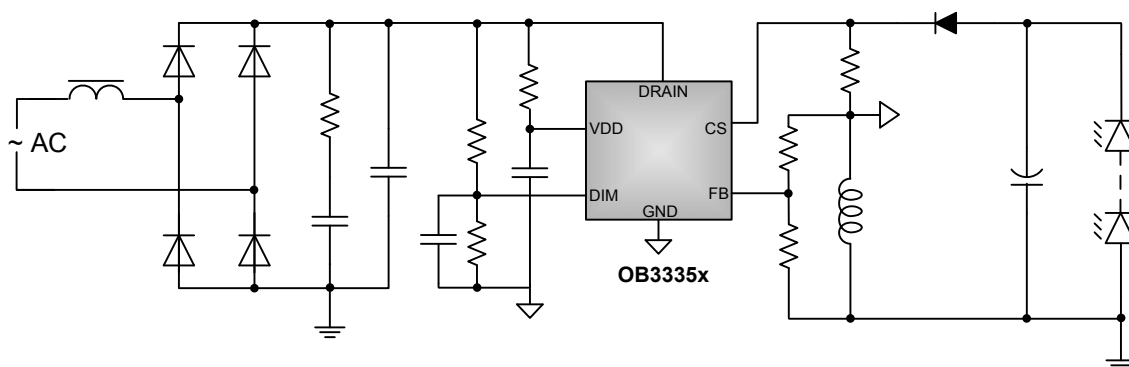 DRAIN
~ AC
VDD
CS
DIM
FB
GND
OB3335x